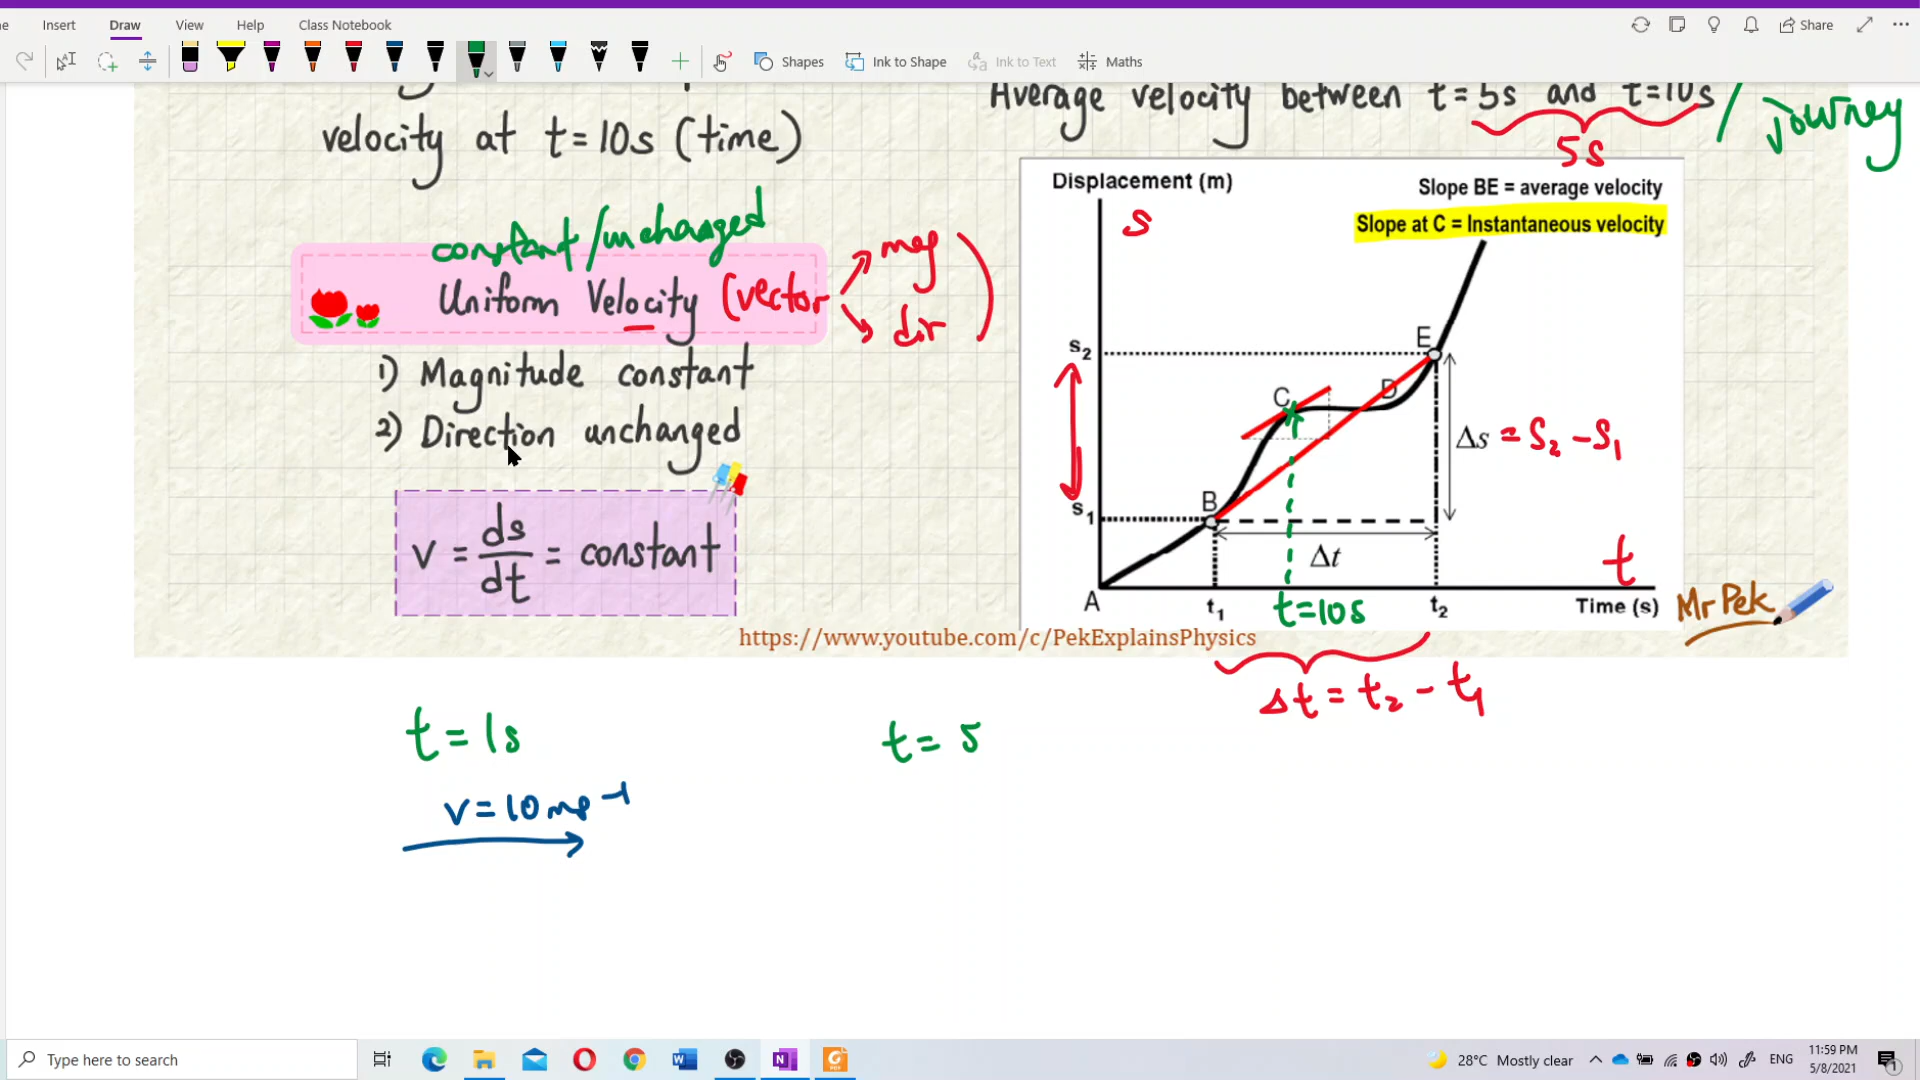 Insert Draw View Help Class Notebook Share
Shapes Ink to Shape Ink to Text Maths
velocity at t=10s (time)
Average velocity between t=5s and t=10s / Journey
5s
constant/unchanged
Uniform Velocity (vector
mag
dir
1) Magnitude constant
2) Direction unchanged
v = ds/dt = constant
Displacement (m)
s
Slope BE = average velocity
Slope at C = Instantaneous velocity
E
s2
C
D
Δs = S2 - S1
B
s1
Δt
t
A
t1
t=10s
t2
Time (s)
Mr Pek
https://www.youtube.com/c/PekExplainsPhysics
Δt = t2 - t1
t=1s
t= 5
v=10ms⁻¹
Type here to search
28°C Mostly clear
ENG
11:59 PM
5/8/2021
1